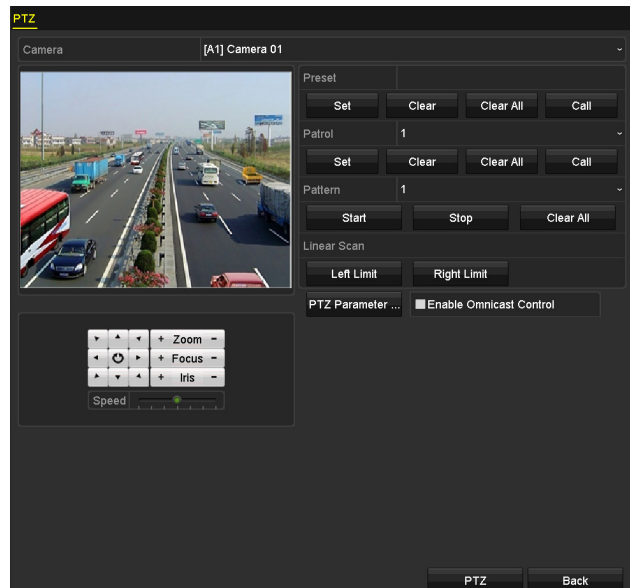 PTZ
Camera [A1] Camera 01
Preset
Set Clear Clear All Call
Patrol 1
Set Clear Clear All Call
Pattern 1
Start Stop Clear All
Linear Scan
Left Limit Right Limit
PTZ Parameter ... Enable Omnicast Control
+ Zoom -
+ Focus -
+ Iris -
Speed
PTZ Back